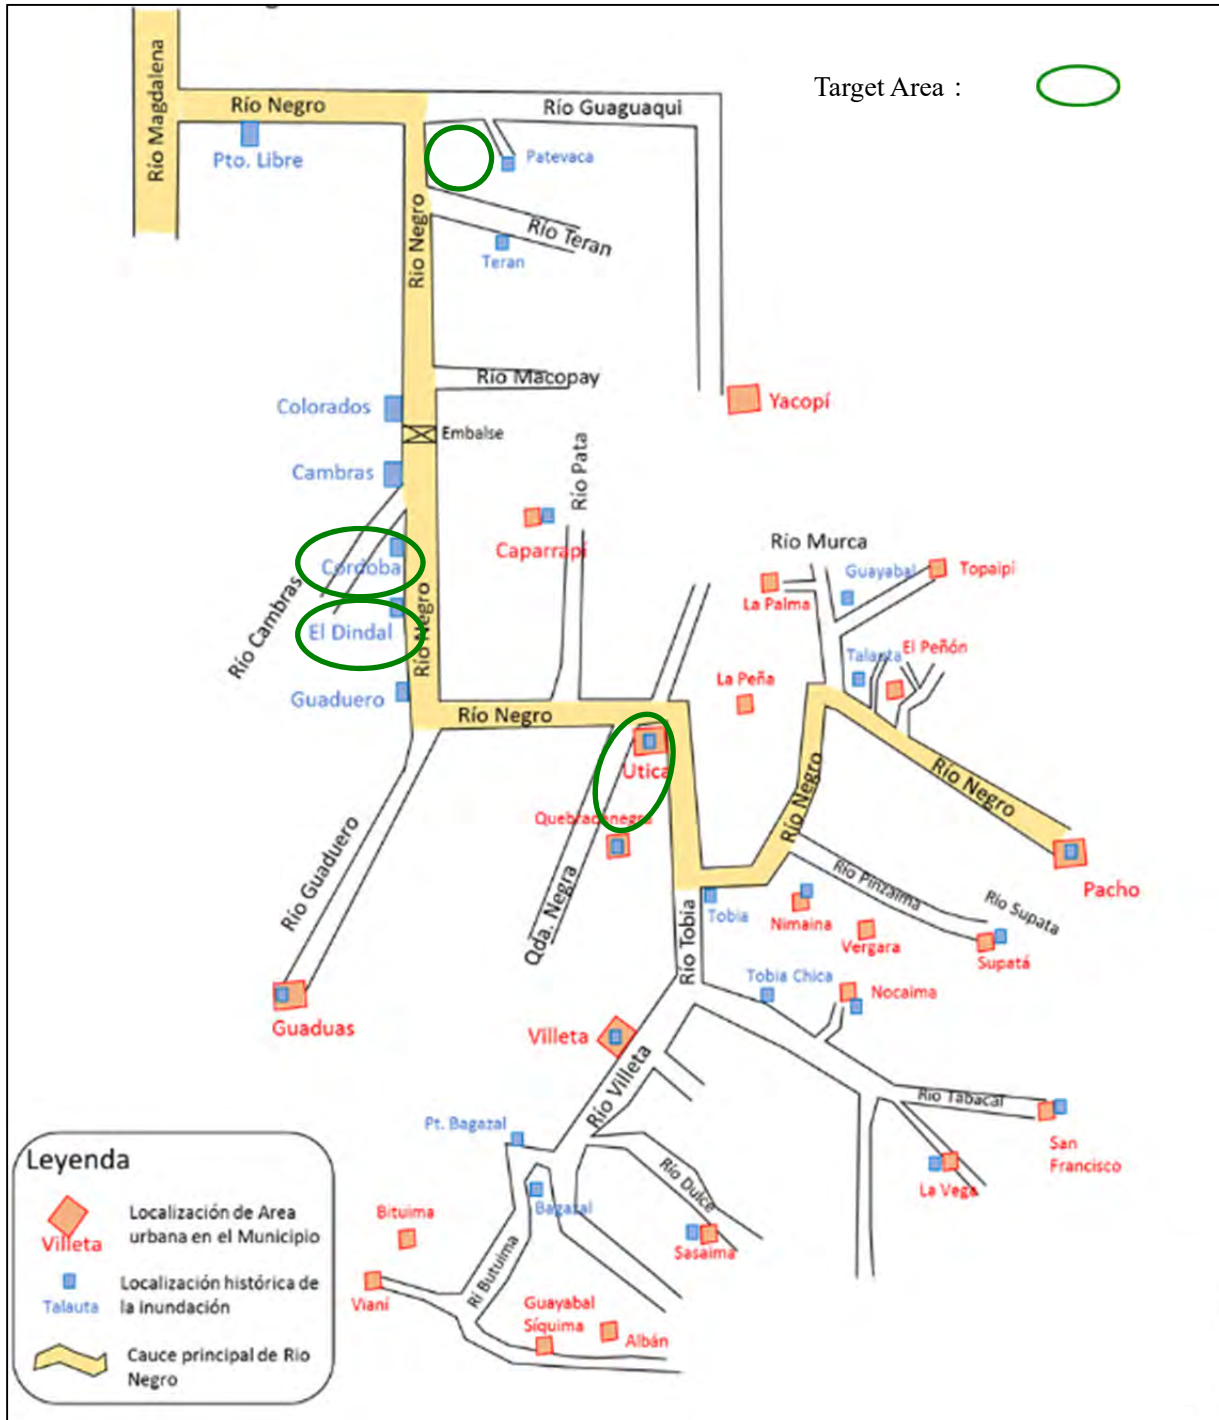 Río Magdalena
Río Negro
Río Guaguaqui
Target Area :
Pto. Libre
Patevaca
Río Negro
Río Teran
Teran
Río Macopay
Colorados
Embalse
Yacopí
Cambras
Río Pata
Caparrapí
Río Murca
Guayabal
Topaipi
La Palma
Cordoba
Río Cambras
El Dindal
Río Negro
Talauta
El Peñón
La Peña
Guaduero
Río Negro
Utica
Río Negro
Río Negro
Quebradanegra
Río Guaduero
Qda. Negra
Río Pinzaima
Pacho
Río Tobia
Tobia
Nimaina
Río Supata
Vergara
Supatá
Tobia Chica
Nocaima
Guaduas
Villeta
Río Villeta
Río Tabacal
Pt. Bagazal
San
Francisco
Río Dulce
La Vega
Bagazal
Bituima
Sasaima
Rí Butuima
Vianí
Guayabal
Síquima
Albán
Leyenda
Villeta
Localización de Area
urbana en el Municipio
Talauta
Localización histórica de
la inundación
Cauce principal de Rio
Negro